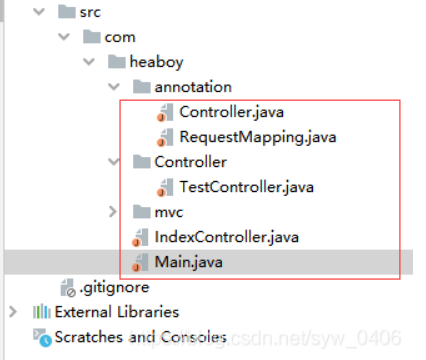 src
com
heaboy
annotation
Controller.java
RequestMapping.java
Controller
TestController.java
mvc
IndexController.java
Main.java
.gitignore
External Libraries
Scratches and Consoles
https://blog.csdn.net/syw_0406